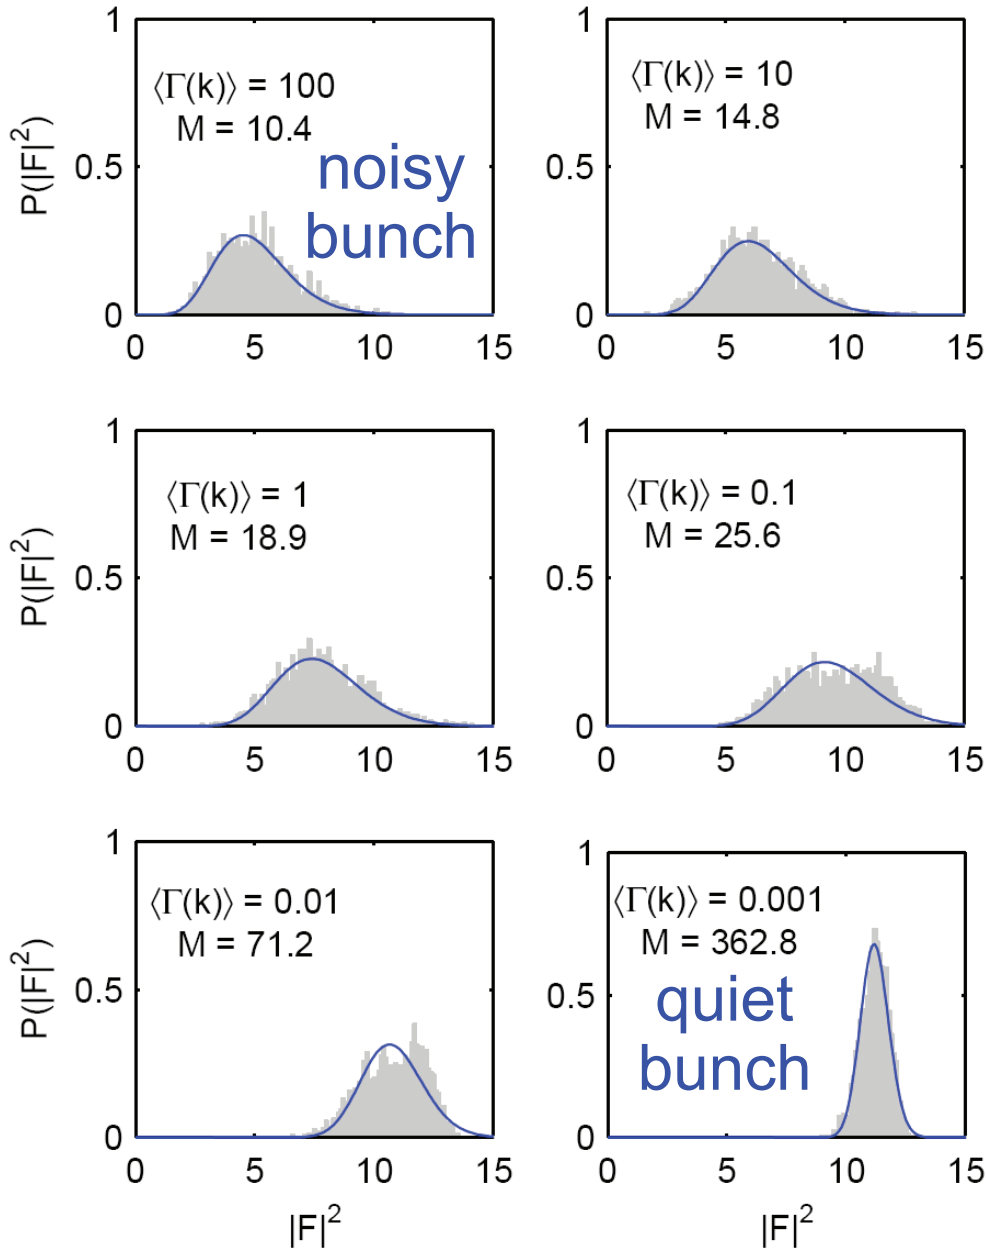 1
⟨Γ(k)⟩ = 100
M = 10.4
noisy
bunch
0.5
P(|F|²)
0
0 5 10 15
1
⟨Γ(k)⟩ = 10
M = 14.8
0.5
0
0 5 10 15
1
⟨Γ(k)⟩ = 1
M = 18.9
0.5
P(|F|²)
0
0 5 10 15
1
⟨Γ(k)⟩ = 0.1
M = 25.6
0.5
0
0 5 10 15
1
⟨Γ(k)⟩ = 0.01
M = 71.2
0.5
P(|F|²)
0
0 5 10 15
|F|²
1
⟨Γ(k)⟩ = 0.001
M = 362.8
quiet
bunch
0.5
0
0 5 10 15
|F|²